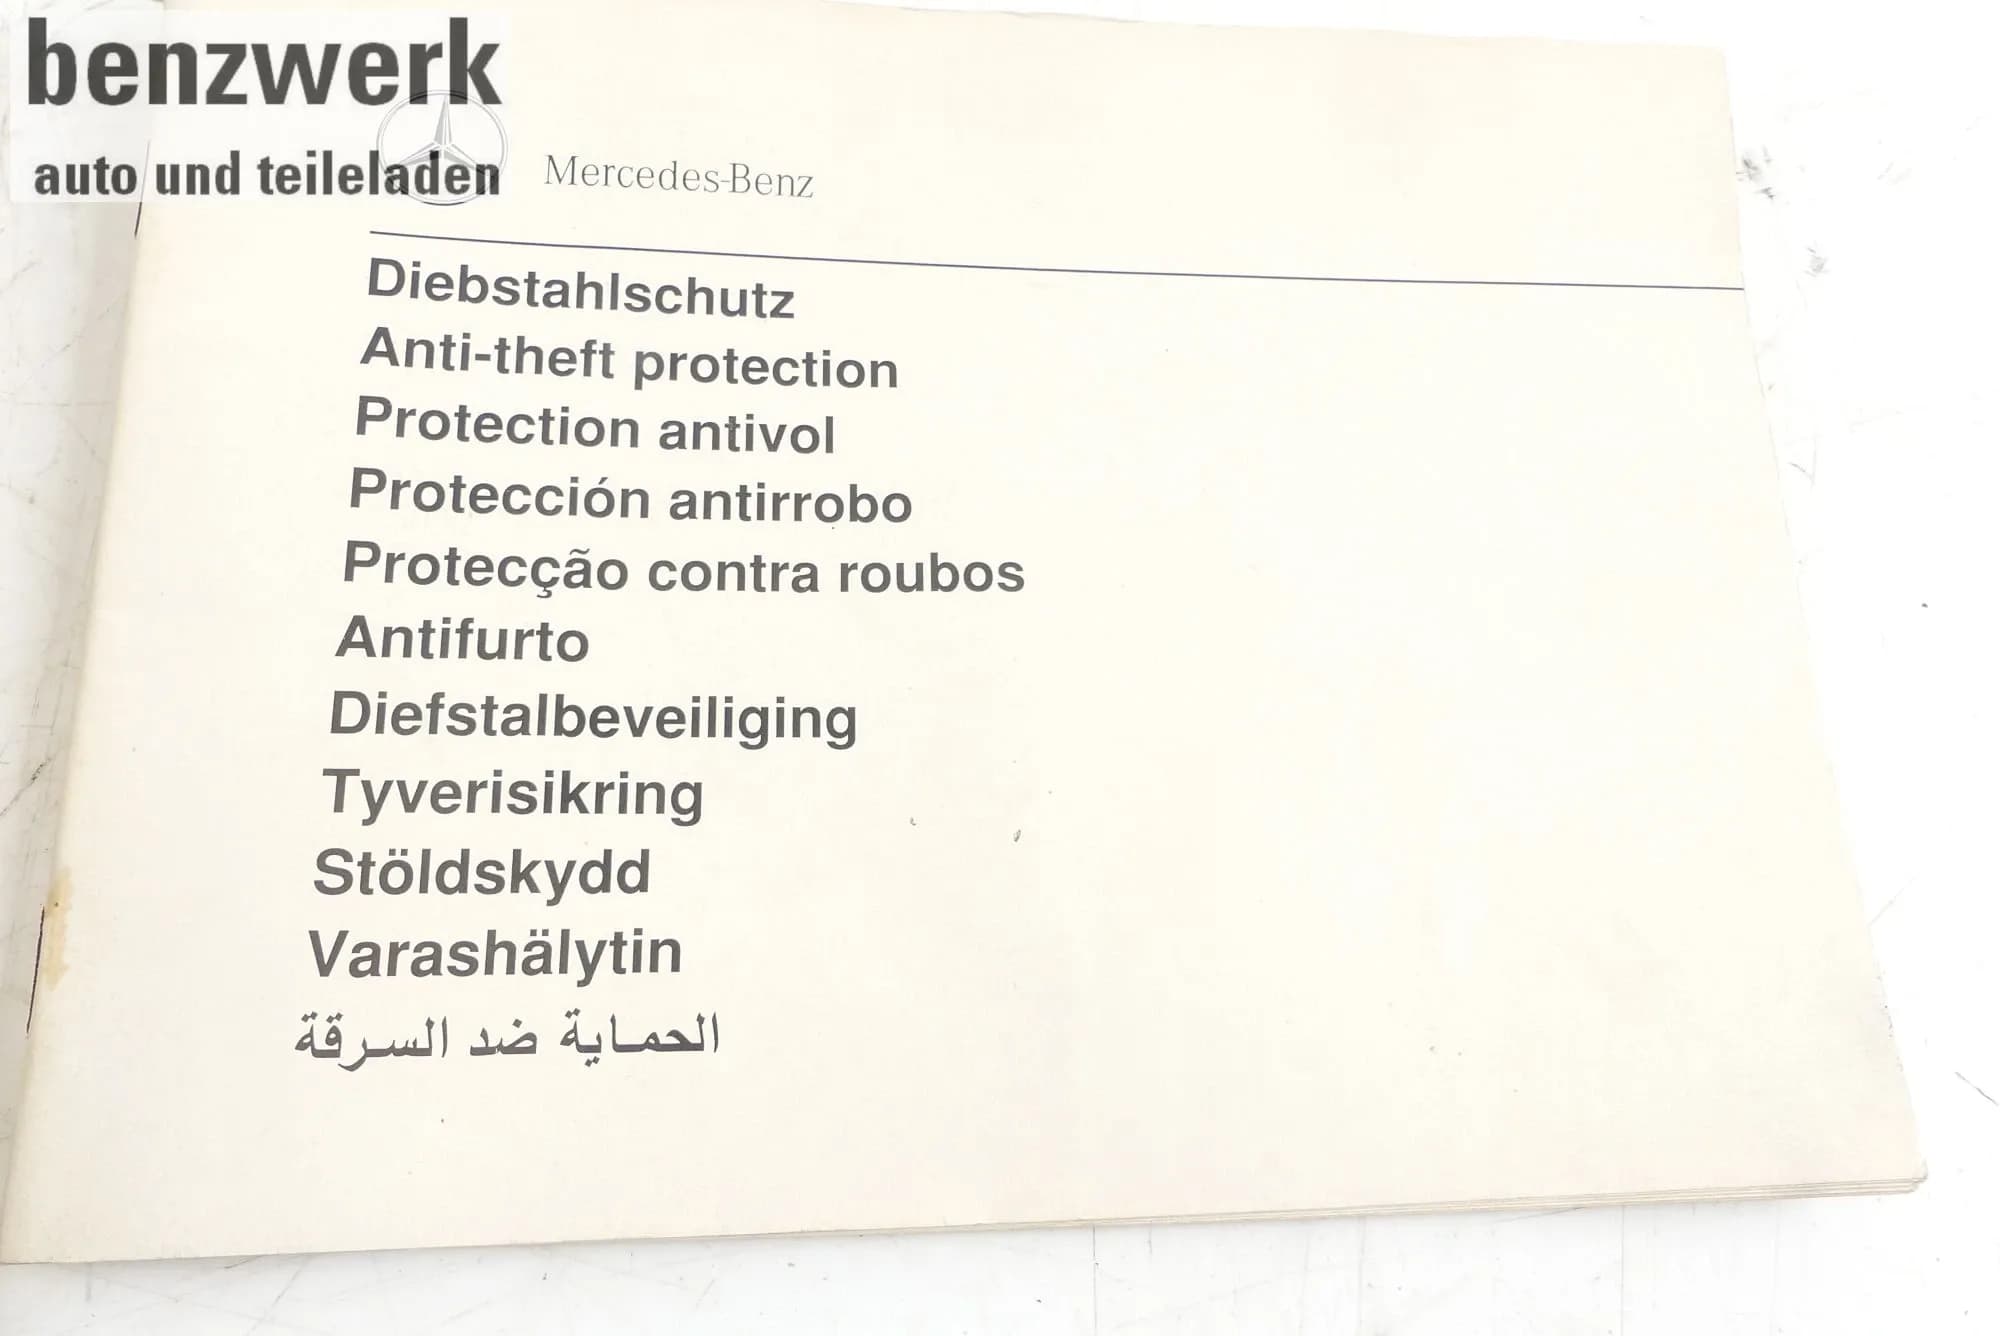 benzwerk
auto und teileladen
Mercedes-Benz
Diebstahlschutz
Anti-theft protection
Protection antivol
Protección antirrobo
Protecção contra roubos
Antifurto
Diefstalbeveiliging
Tyverisikring
Stöldskydd
Varashälytin
الحماية ضد السرقة